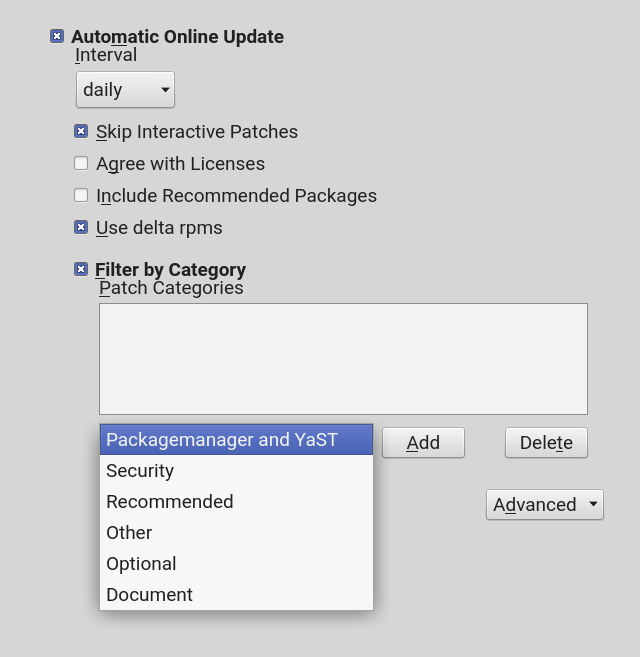 Automatic Online Update
Interval
daily
Skip Interactive Patches
Agree with Licenses
Include Recommended Packages
Use delta rpms
Filter by Category
Patch Categories
Packagemanager and YaST
Add
Delete
Security
Recommended
Advanced
Other
Optional
Document